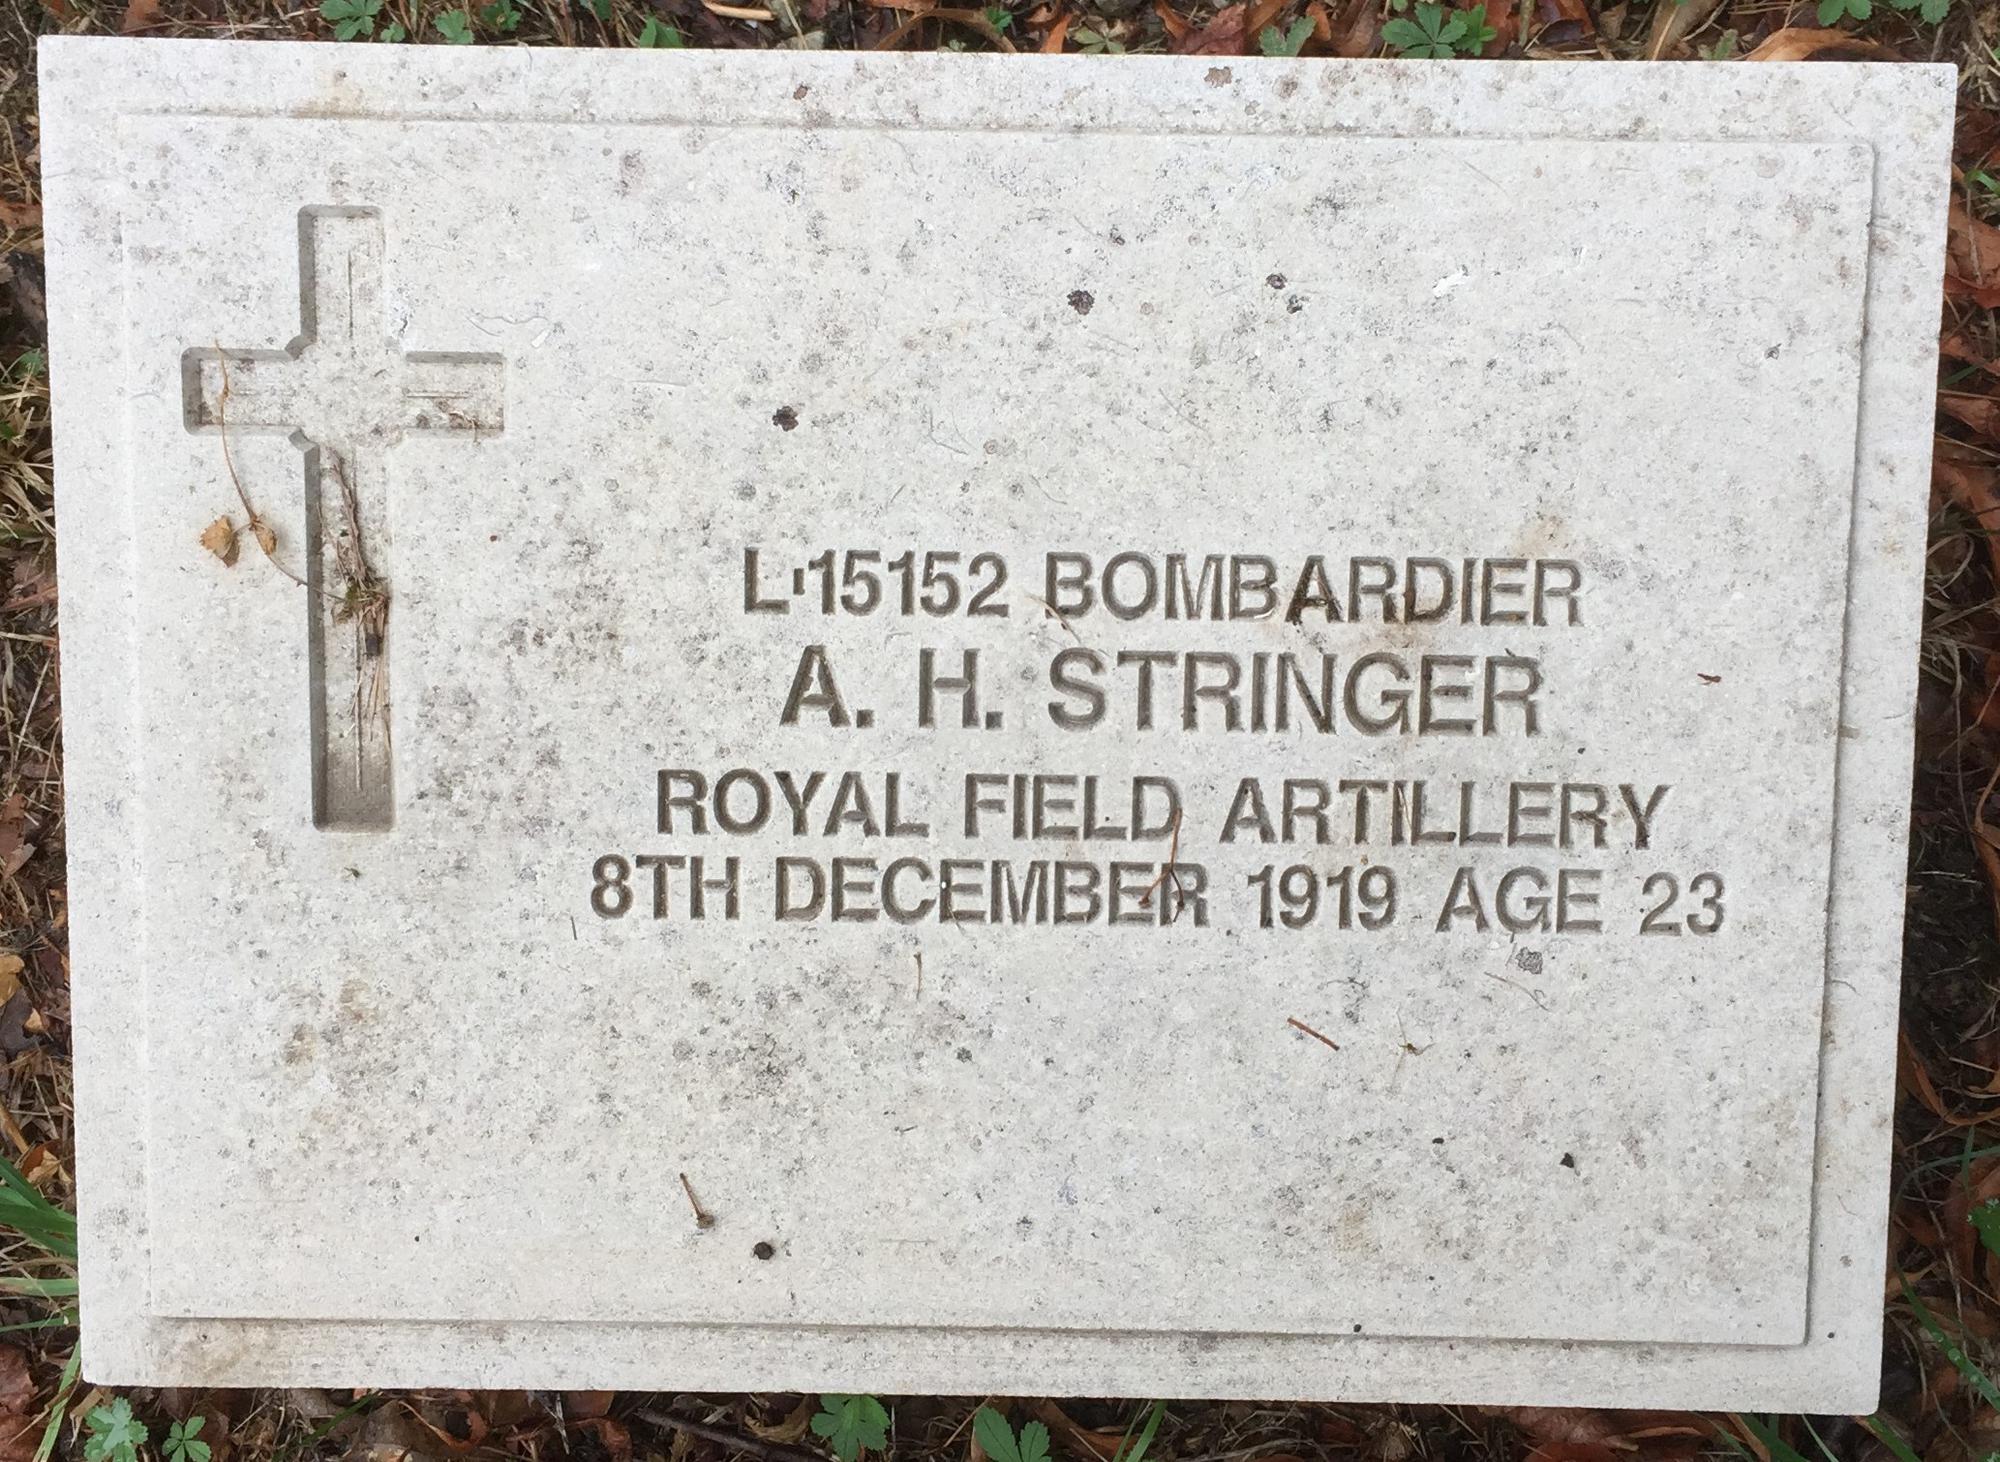 L·15152 BOMBARDIER
A. H. STRINGER
ROYAL FIELD ARTILLERY
8TH DECEMBER 1919 AGE 23